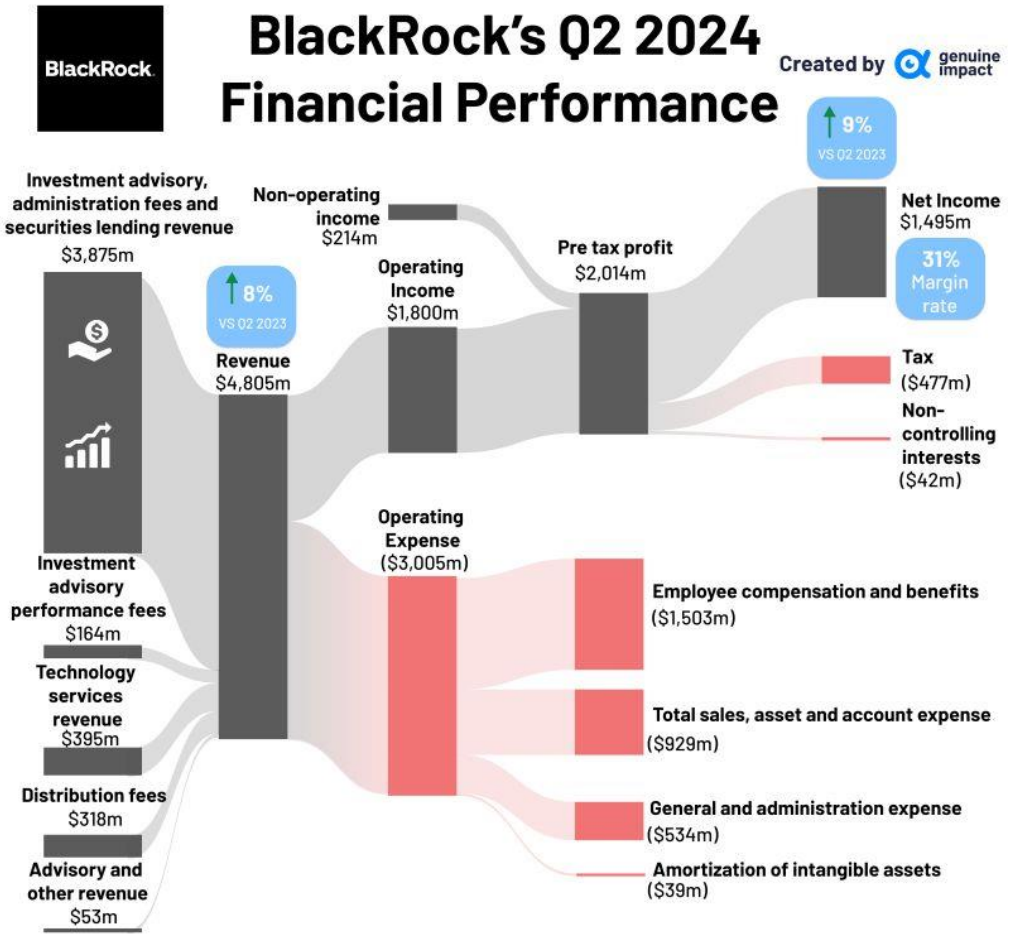 BlackRock.
BlackRock's Q2 2024
Financial Performance
Created by
genuine
impact
9%
VS Q2 2023
Investment advisory,
administration fees and
securities lending revenue
$3,875m
Non-operating
income
$214m
Net Income
$1,495m
31%
Margin
rate
Pre tax profit
$2,014m
Operating
Income
$1,800m
8%
VS Q2 2023
Revenue
$4,805m
$
Tax
($477m)
Non-
controlling
interests
($42m)
Operating
Expense
($3,005m)
Investment
advisory
performance fees
$164m
Employee compensation and benefits
($1,503m)
Technology
services
revenue
$395m
Total sales, asset and account expense
($929m)
Distribution fees
$318m
General and administration expense
($534m)
Advisory and
other revenue
$53m
Amortization of intangible assets
($39m)